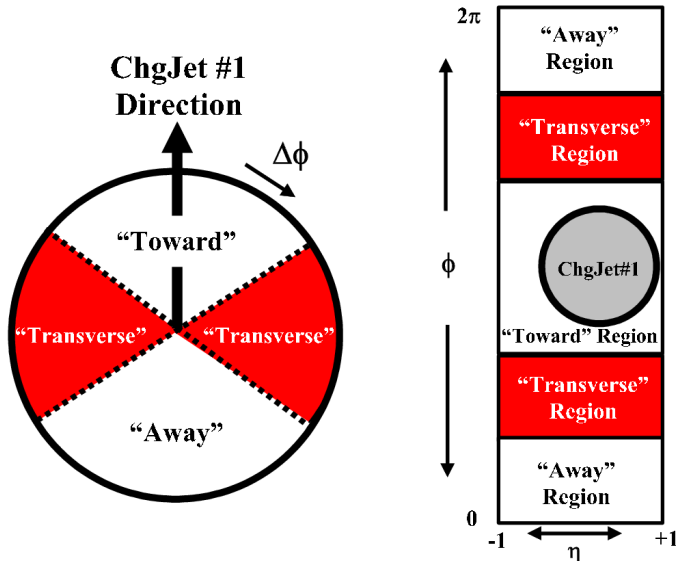 ChgJet #1
Direction
Δϕ
“Toward”
“Transverse”
“Transverse”
“Away”
2π
“Away”
Region
“Transverse”
Region
ϕ
ChgJet#1
“Toward” Region
“Transverse”
Region
“Away”
Region
0
-1
η
+1